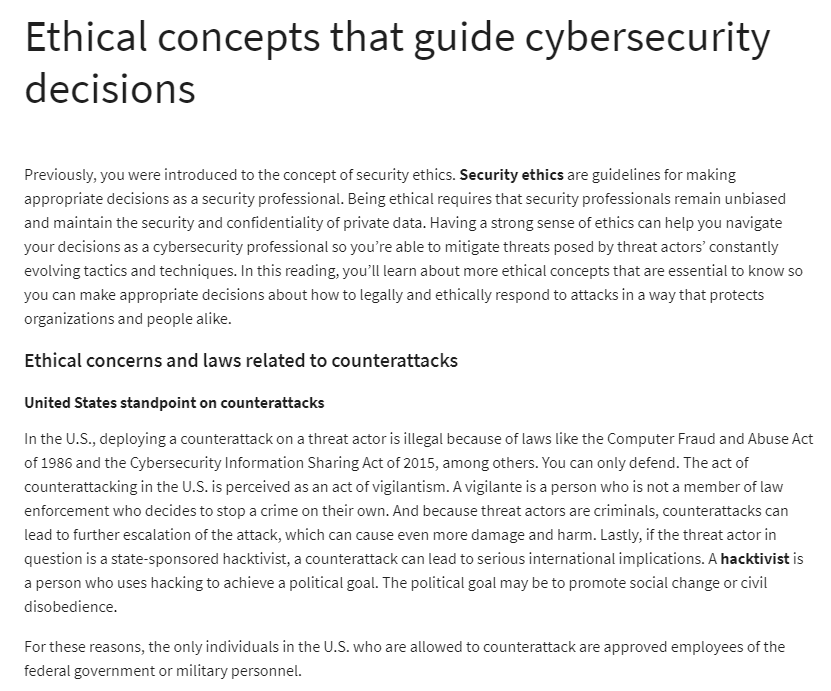 Ethical concepts that guide cybersecurity
decisions
Previously, you were introduced to the concept of security ethics. Security ethics are guidelines for making
appropriate decisions as a security professional. Being ethical requires that security professionals remain unbiased
and maintain the security and confidentiality of private data. Having a strong sense of ethics can help you navigate
your decisions as a cybersecurity professional so you’re able to mitigate threats posed by threat actors’ constantly
evolving tactics and techniques. In this reading, you’ll learn about more ethical concepts that are essential to know so
you can make appropriate decisions about how to legally and ethically respond to attacks in a way that protects
organizations and people alike.
Ethical concerns and laws related to counterattacks
United States standpoint on counterattacks
In the U.S., deploying a counterattack on a threat actor is illegal because of laws like the Computer Fraud and Abuse Act
of 1986 and the Cybersecurity Information Sharing Act of 2015, among others. You can only defend. The act of
counterattacking in the U.S. is perceived as an act of vigilantism. A vigilante is a person who is not a member of law
enforcement who decides to stop a crime on their own. And because threat actors are criminals, counterattacks can
lead to further escalation of the attack, which can cause even more damage and harm. Lastly, if the threat actor in
question is a state-sponsored hacktivist, a counterattack can lead to serious international implications. A hacktivist is
a person who uses hacking to achieve a political goal. The political goal may be to promote social change or civil
disobedience.
For these reasons, the only individuals in the U.S. who are allowed to counterattack are approved employees of the
federal government or military personnel.